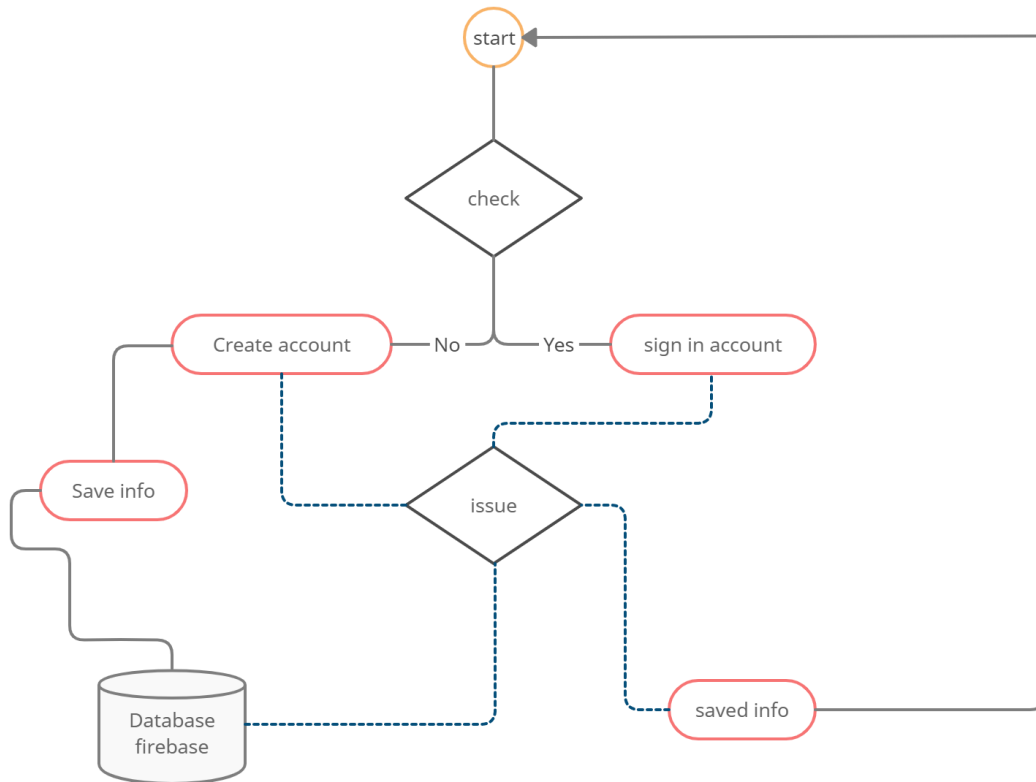 start
check
Create account
No
Yes
sign in account
Save info
issue
Database
firebase
saved info